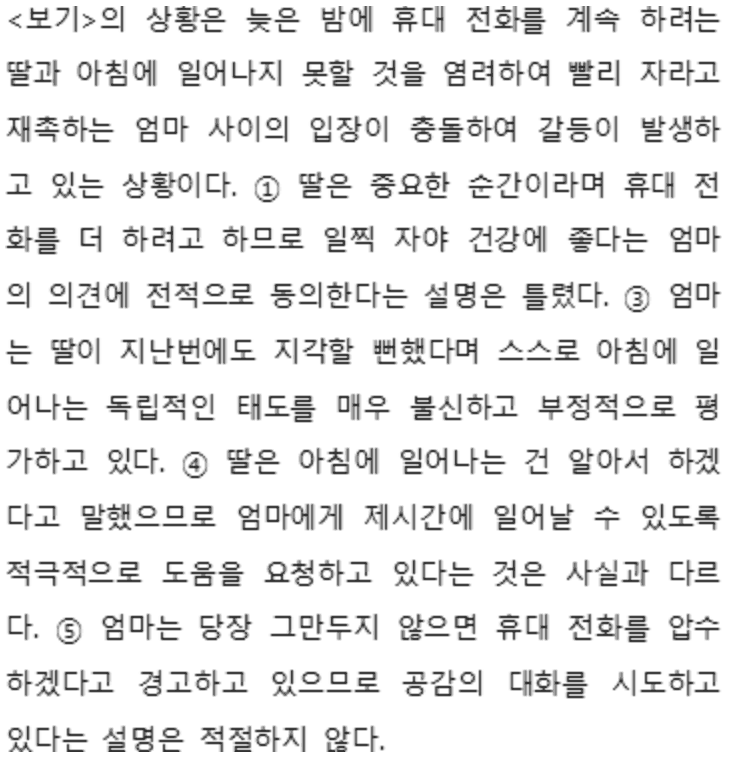 <보기>의 상황은 늦은 밤에 휴대 전화를 계속 하려는
딸과 아침에 일어나지 못할 것을 염려하여 빨리 자라고
재촉하는 엄마 사이의 입장이 충돌하여 갈등이 발생하
고 있는 상황이다. ① 딸은 중요한 순간이라며 휴대 전
화를 더 하려고 하므로 일찍 자야 건강에 좋다는 엄마
의 의견에 전적으로 동의한다는 설명은 틀렸다. ③ 엄마
는 딸이 지난번에도 지각할 뻔했다며 스스로 아침에 일
어나는 독립적인 태도를 매우 불신하고 부정적으로 평
가하고 있다. ④ 딸은 아침에 일어나는 건 알아서 하겠
다고 말했으므로 엄마에게 제시간에 일어날 수 있도록
적극적으로 도움을 요청하고 있다는 것은 사실과 다르
다. ⑤ 엄마는 당장 그만두지 않으면 휴대 전화를 압수
하겠다고 경고하고 있으므로 공감의 대화를 시도하고
있다는 설명은 적절하지 않다.